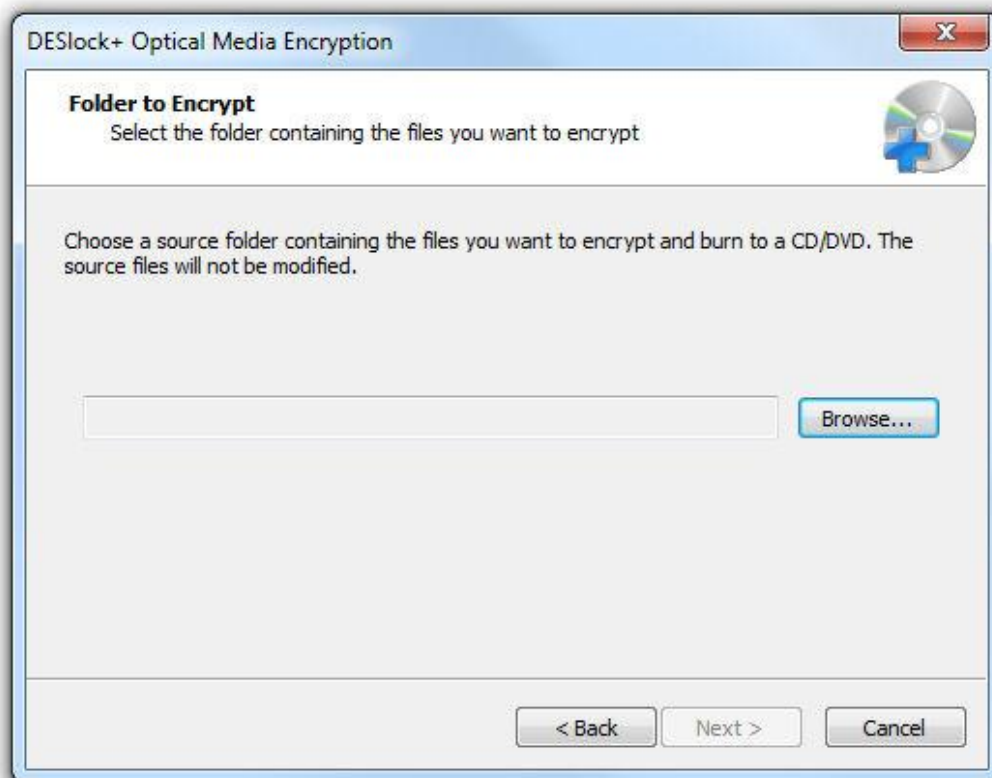 DESlock+ Optical Media Encryption
Folder to Encrypt
Select the folder containing the files you want to encrypt
Choose a source folder containing the files you want to encrypt and burn to a CD/DVD. The
source files will not be modified.
Browse...
< Back Next > Cancel